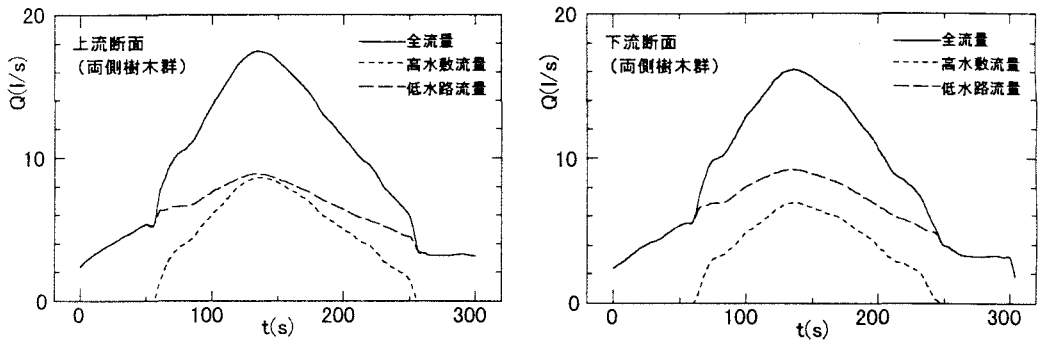 20
10
0
Q(l/s)
上流断面
(両側樹木群)
全流量
高水敷流量
低水路流量
0
100
200
300
t(s)
20
10
0
Q(l/s)
下流断面
(両側樹木群)
全流量
高水敷流量
低水路流量
0
100
200
300
t(s)